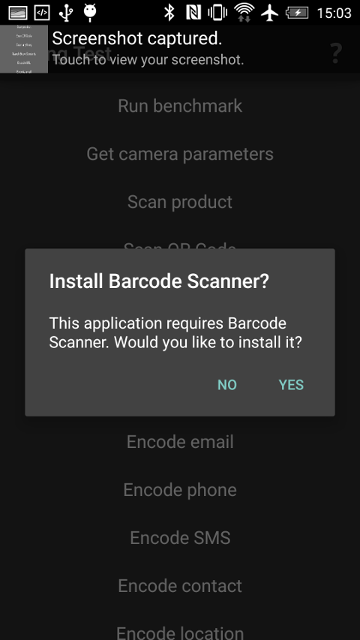 15:03
Screenshot captured.
Touch to view your screenshot.
Test
?
Run benchmark
Get camera parameters
Scan product
Scan QR Code
Install Barcode Scanner?
This application requires Barcode
Scanner. Would you like to install it?
NO YES
Encode email
Encode phone
Encode SMS
Encode contact
Encode location